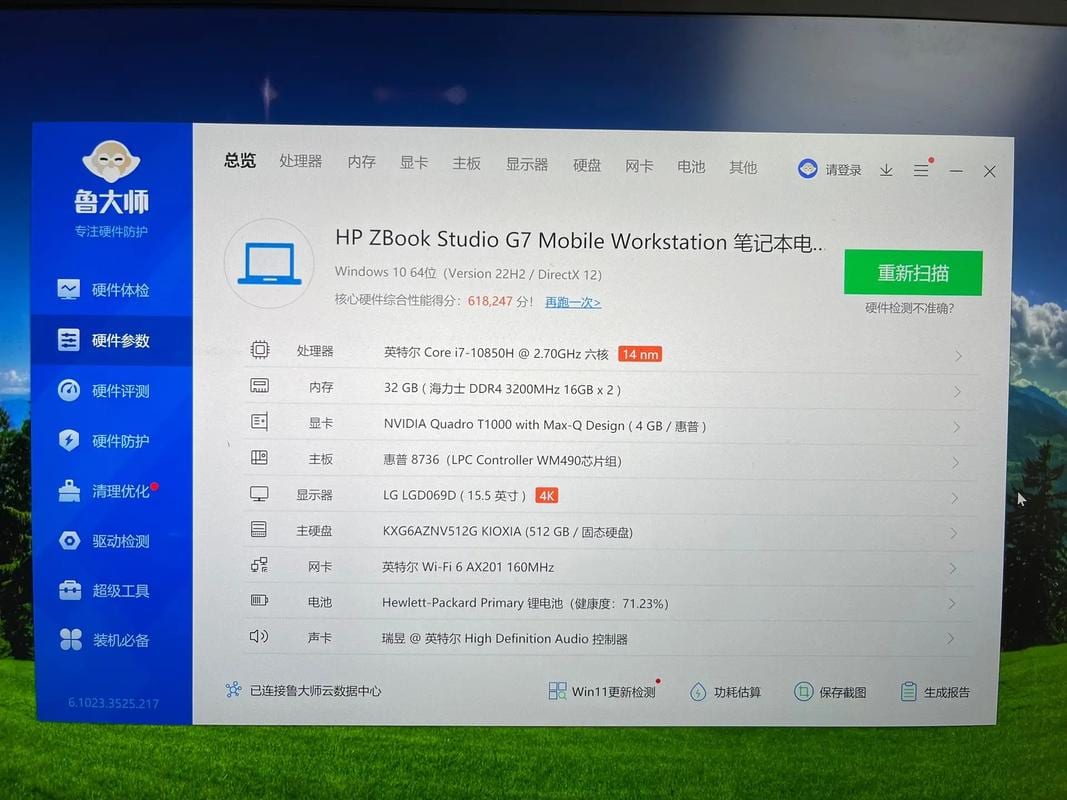 鲁大师
专注硬件防护
硬件体检
硬件参数
硬件评测
硬件防护
清理优化
驱动检测
超级工具
装机必备
6.1023.3525.217
总览 处理器 内存 显卡 主板 显示器 硬盘 网卡 电池 其他 请登录
HP ZBook Studio G7 Mobile Workstation 笔记本电...
Windows 10 64位（Version 22H2 / DirectX 12）
核心硬件综合性能得分：618,247 分！ 再跑一次>
重新扫描
硬件检测不准确？
处理器 英特尔 Core i7-10850H @ 2.70GHz 六核 14 nm
内存 32 GB ( 海力士 DDR4 3200MHz 16GB x 2 )
显卡 NVIDIA Quadro T1000 with Max-Q Design ( 4 GB / 惠普 )
主板 惠普 8736（LPC Controller WM490芯片组）
显示器 LG LGD069D ( 15.5 英寸 ) 4K
主硬盘 KXG6AZNV512G KIOXIA (512 GB / 固态硬盘)
网卡 英特尔 Wi-Fi 6 AX201 160MHz
电池 Hewlett-Packard Primary 锂电池（健康度：71.23%）
声卡 瑞昱 @ 英特尔 High Definition Audio 控制器
已连接鲁大师云数据中心 Win11更新检测 功耗估算 保存截图 生成报告